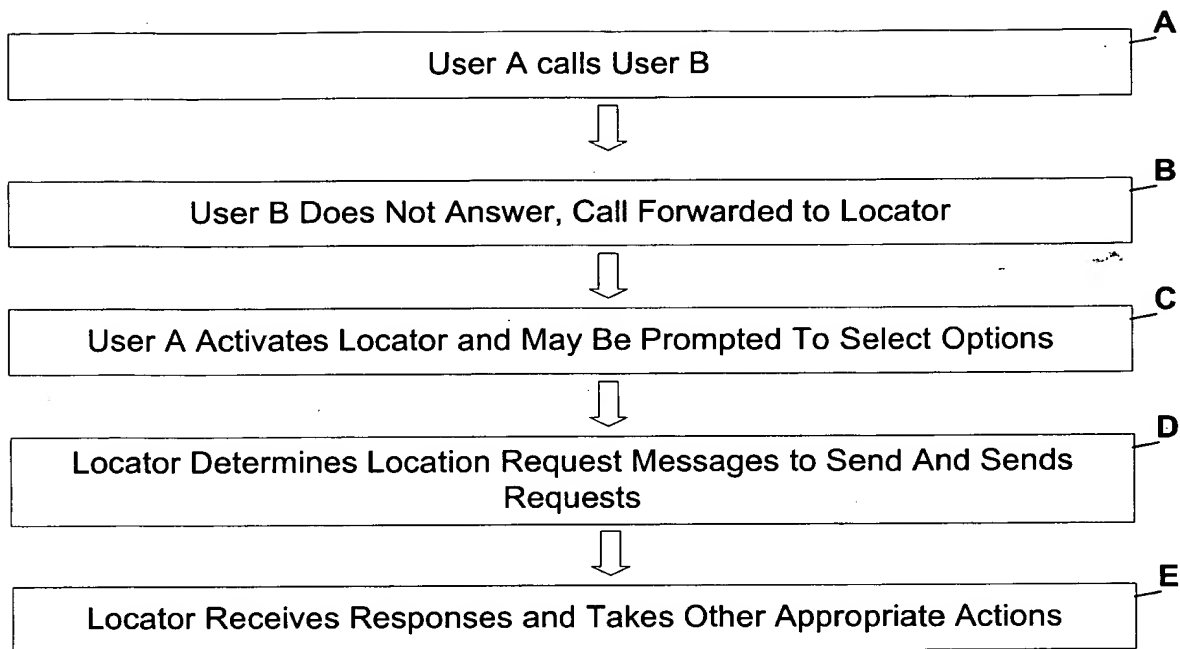 A
User A calls User B
B
User B Does Not Answer, Call Forwarded to Locator
C
User A Activates Locator and May Be Prompted To Select Options
D
Locator Determines Location Request Messages to Send And Sends
Requests
E
Locator Receives Responses and Takes Other Appropriate Actions